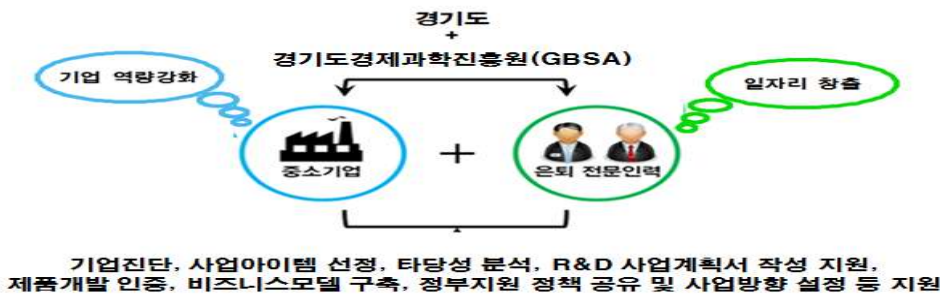 경기도
+
경기도경제과학진흥원(GBSA)
기업 역량강화
일자리 창출
중소기업
+
은퇴 전문인력
기업진단, 사업아이템 선정, 타당성 분석, R&D 사업계획서 작성 지원,
제품개발 인증, 비즈니스모델 구축, 정부지원 정책 공유 및 사업방향 설정 등 지원